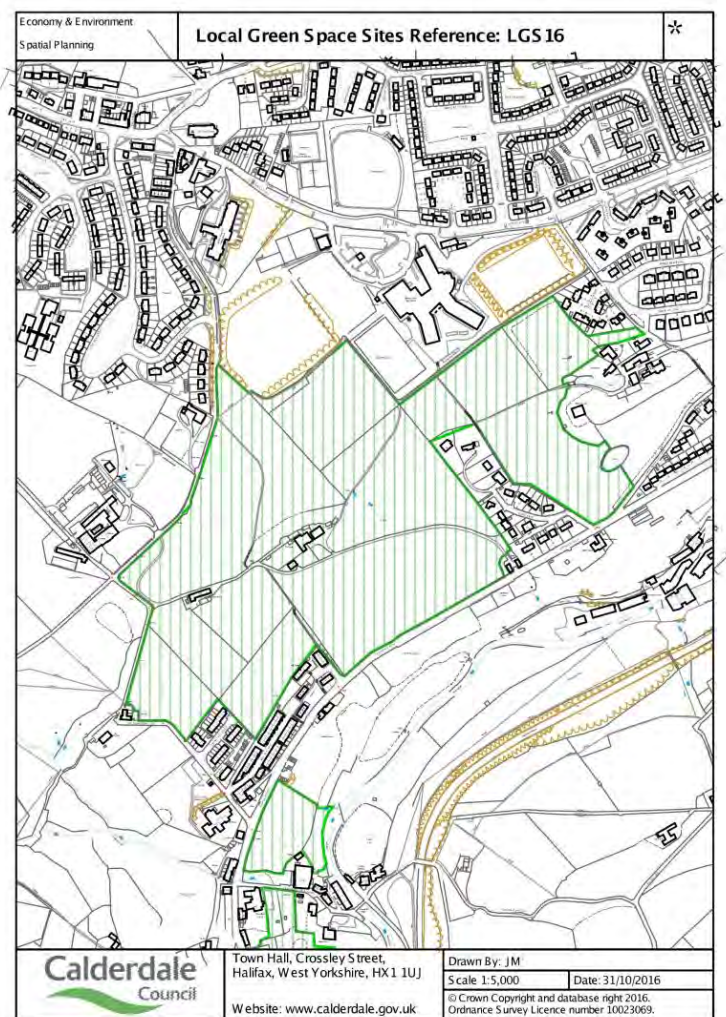 Economy & Environment
Spatial Planning
Local Green Space Sites Reference: LGS16
*
Calderdale
Council
Town Hall, Crossley Street,
Halifax, West Yorkshire, HX1 1UJ
Website: www.calderdale.gov.uk
Drawn By: JM
Scale 1:5,000
Date: 31/10/2016
© Crown Copyright and database right 2016.
Ordnance Survey Licence number 10023069.